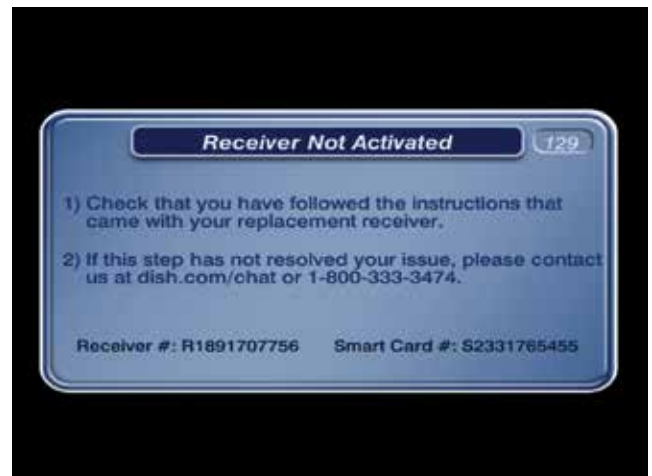 Receiver Not Activated 129
1) Check that you have followed the instructions that
came with your replacement receiver.
2) If this step has not resolved your issue, please contact
us at dish.com/chat or 1-800-333-3474.
Receiver #: R1891707756 Smart Card #: S2331765455